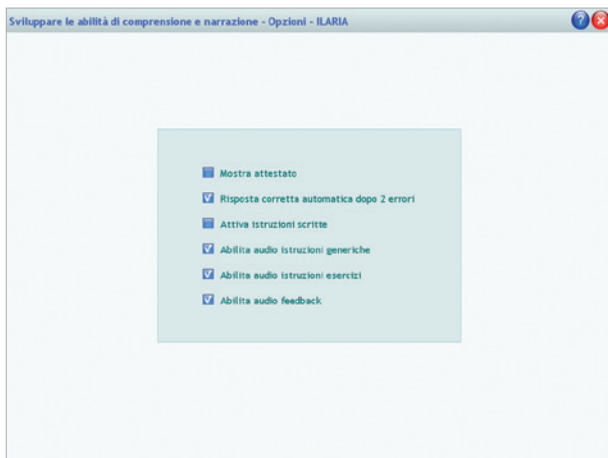 Sviluppare le abilità di comprensione e narrazione - Opzioni - ILARIA
?
Mostra attestato
Risposta corretta automatica dopo 2 errori
Attiva istruzioni scritte
Abilita audio istruzioni generiche
Abilita audio istruzioni esercizi
Abilita audio feedback